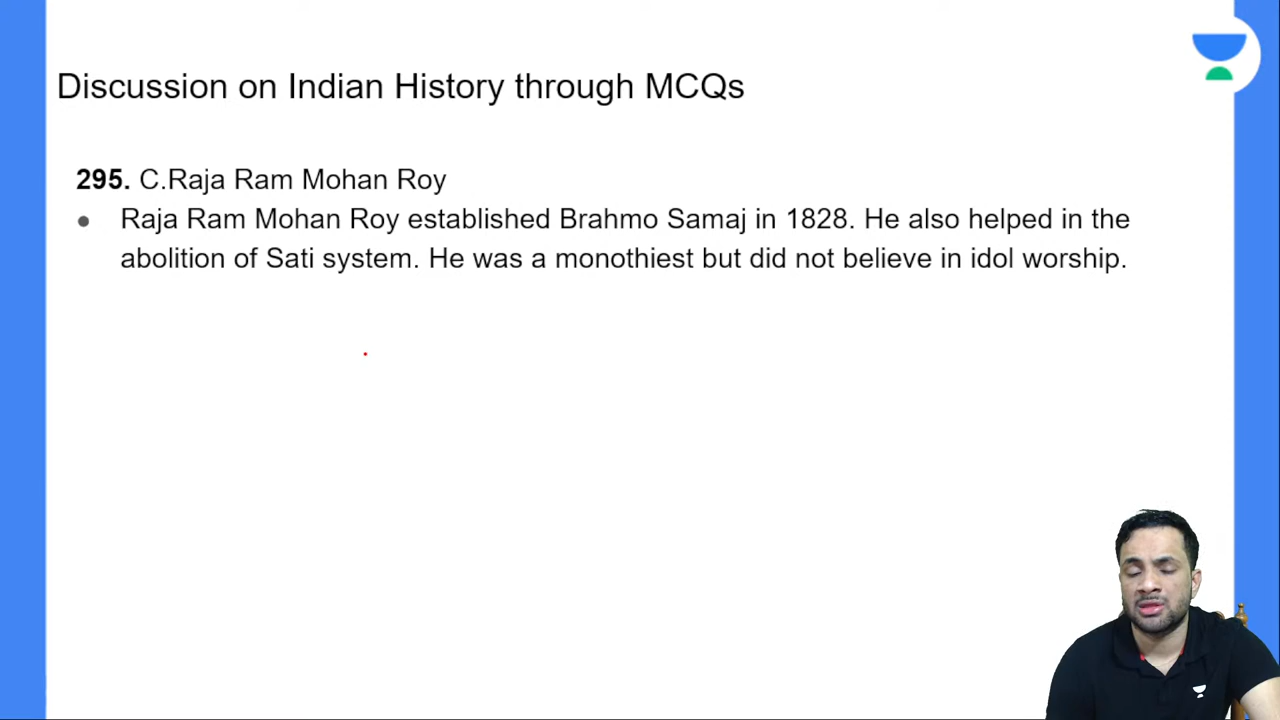 Discussion on Indian History through MCQs
295. C.Raja Ram Mohan Roy
● Raja Ram Mohan Roy established Brahmo Samaj in 1828. He also helped in the
abolition of Sati system. He was a monothiest but did not believe in idol worship.